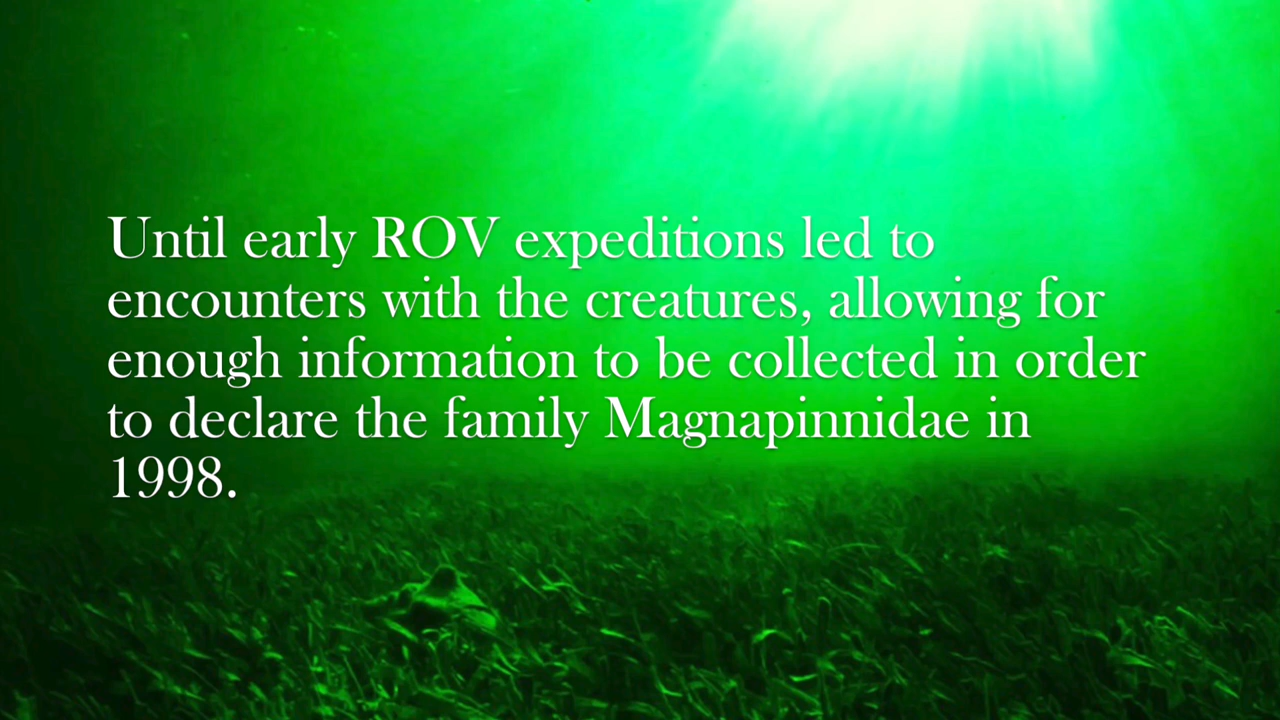 Until early ROV expeditions led to
encounters with the creatures, allowing for
enough information to be collected in order
to declare the family Magnapinnidae in
1998.